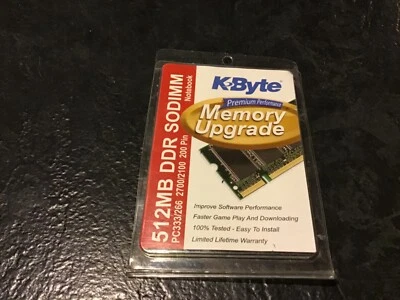 K-Byte
Premium Performance
Memory
Upgrade
512MB DDR SODIMM
Notebook
PC333/266 2700/2100 200 Pin
Improve Software Performance
Faster Game Play And Downloading
100% Tested - Easy To Install
Limited Lifetime Warranty